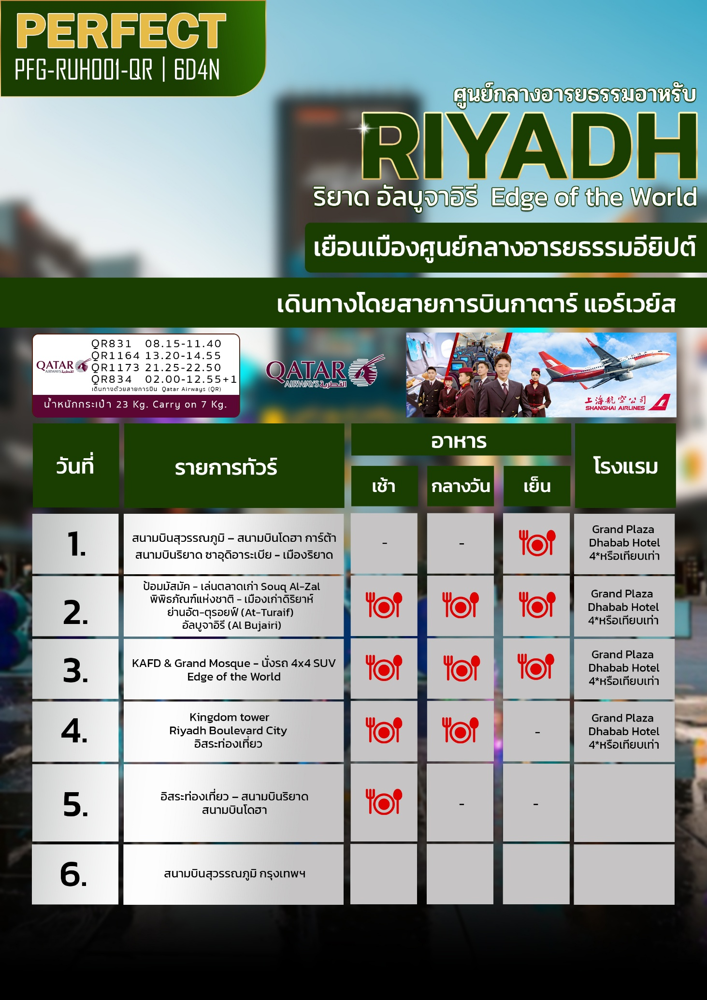 PERFECT
PFG-RUH001-QR | 6D4N
ศูนย์กลางอารยธรรมอาหรับ
RIYADH
ริยาด อัลบูจาอิรี Edge of the World
เยือนเมืองศูนย์กลางอารยธรรมอียิปต์
เดินทางโดยสายการบินกาตาร์ แอร์เวย์ส
QR831 08.15-11.40
QR1164 13.20-14.55
QR1173 21.25-22.50
QR834 02.00-12.55+1
เดินทางด้วยสายการบิน Qatar Airways (QR)
QATAR
AIRWAYS القطرية
น้ำหนักกระเป๋า 23 Kg. Carry on 7 Kg.
QATAR
AIRWAYS القطرية
上海航空公司
SHANGHAI AIRLINES
วันที่
รายการทัวร์
อาหาร
เช้า
กลางวัน
เย็น
โรงแรม
1.
สนามบินสุวรรณภูมิ – สนามบินโดฮา การ์ต้า
สนามบินริยาด ซาอุดิอาระเบีย - เมืองริยาด
-
-
Grand Plaza
Dhabab Hotel
4*หรือเทียบเท่า
2.
ป้อมมัสมัค - เล่นตลาดเก่า Souq Al-Zal
พิพิธภัณฑ์แห่งชาติ - เมืองเก่าดิริยาห์
ย่านอัต-ตุรอยฟ์ (At-Turaif)
อัลบูจาอิรี (Al Bujairi)
Grand Plaza
Dhabab Hotel
4*หรือเทียบเท่า
3.
KAFD & Grand Mosque - นั่งรถ 4x4 SUV
Edge of the World
Grand Plaza
Dhabab Hotel
4*หรือเทียบเท่า
4.
Kingdom tower
Riyadh Boulevard City
อิสระท่องเที่ยว
-
Grand Plaza
Dhabab Hotel
4*หรือเทียบเท่า
5.
อิสระท่องเที่ยว – สนามบินริยาด
สนามบินโดฮา
-
-
6.
สนามบินสุวรรณภูมิ กรุงเทพฯ